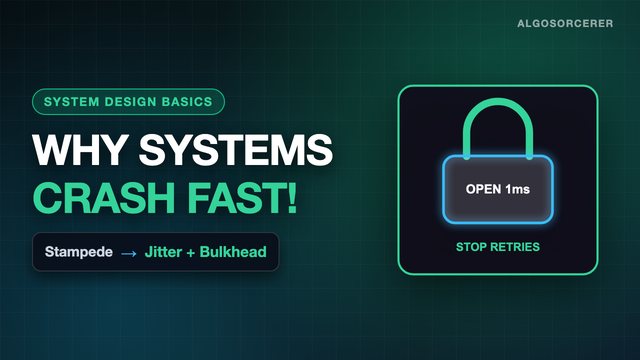 ALGOSORCERER
SYSTEM DESIGN BASICS
WHY SYSTEMS
CRASH FAST!
Stampede → Jitter + Bulkhead
OPEN 1ms
STOP RETRIES